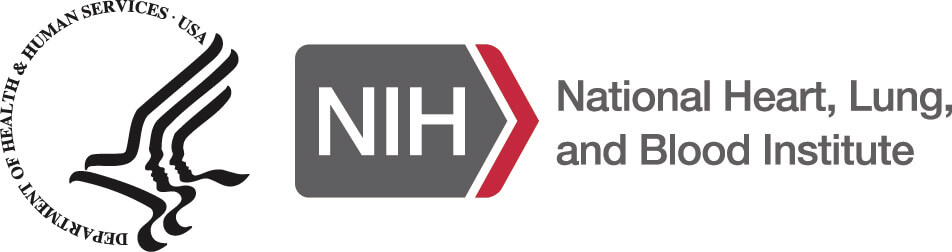 DEPARTMENT OF HEALTH & HUMAN SERVICES · USA
NIH
National Heart, Lung,
and Blood Institute